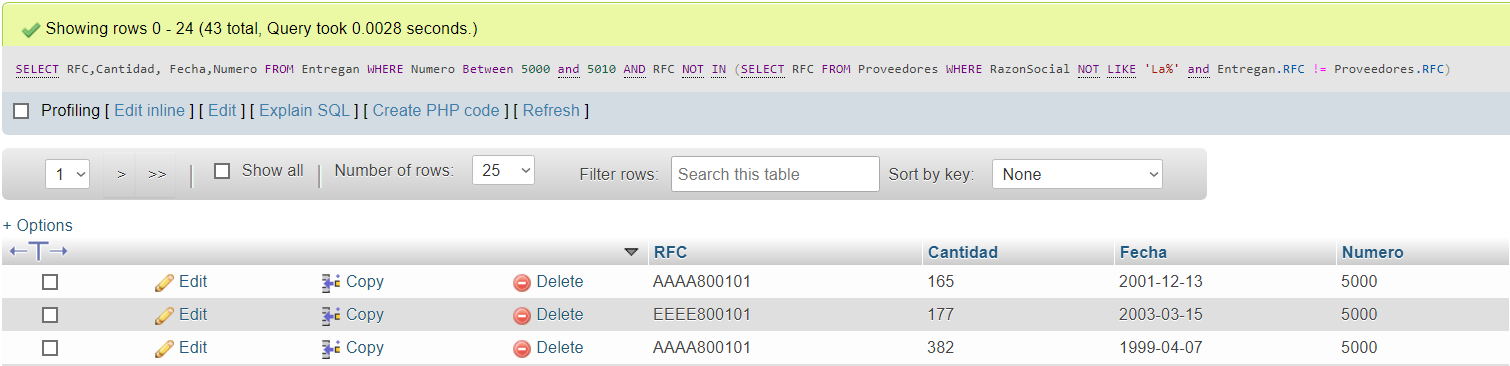 Showing rows 0 - 24 (43 total, Query took 0.0028 seconds.)
SELECT RFC,Cantidad, Fecha,Numero FROM Entregan WHERE Numero Between 5000 and 5010 AND RFC NOT IN (SELECT RFC FROM Proveedores WHERE RazonSocial NOT LIKE 'La%' and Entregan.RFC != Proveedores.RFC)
Profiling [ Edit inline ] [ Edit ] [ Explain SQL ] [ Create PHP code ] [ Refresh ]
1 > >> | Show all | Number of rows: 25 Filter rows: Search this table Sort by key: None
+ Options
←T→ RFC Cantidad Fecha Numero
Edit Copy Delete AAAA800101 165 2001-12-13 5000
Edit Copy Delete EEEE800101 177 2003-03-15 5000
Edit Copy Delete AAAA800101 382 1999-04-07 5000